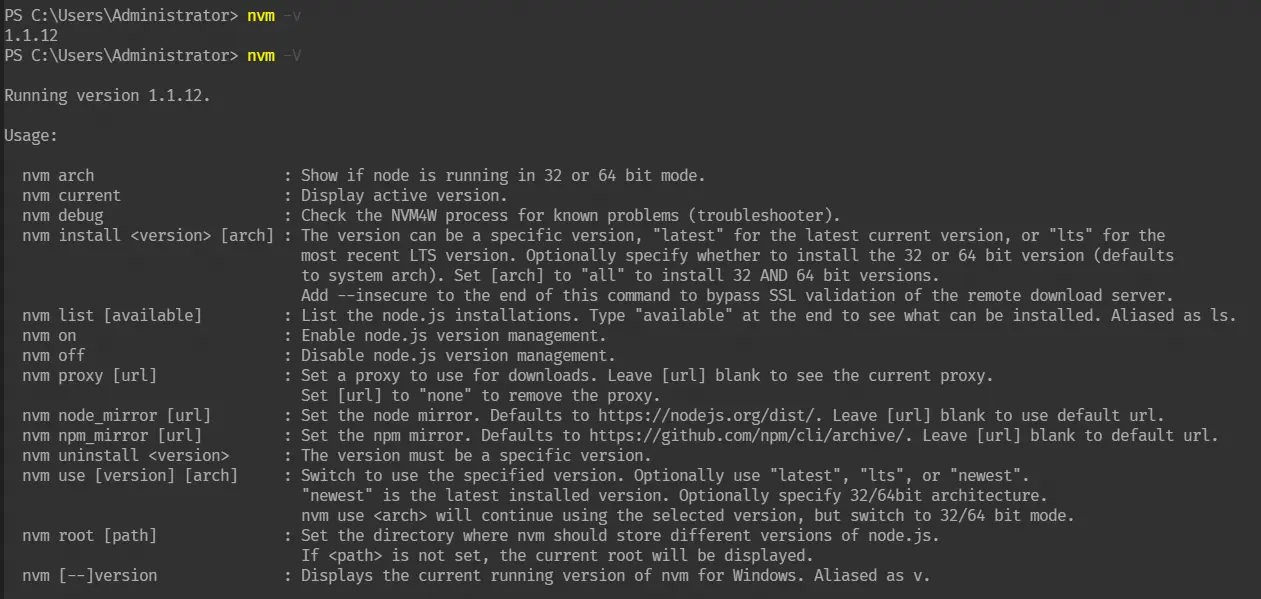 PS C:\Users\Administrator> nvm -v
1.1.12
PS C:\Users\Administrator> nvm -V
Running version 1.1.12.
Usage:
nvm arch : Show if node is running in 32 or 64 bit mode.
nvm current : Display active version.
nvm debug : Check the NVM4W process for known problems (troubleshooter).
nvm install <version> [arch] : The version can be a specific version, "latest" for the latest current version, or "lts" for the
most recent LTS version. Optionally specify whether to install the 32 or 64 bit version (defaults
to system arch). Set [arch] to "all" to install 32 AND 64 bit versions.
Add --insecure to the end of this command to bypass SSL validation of the remote download server.
nvm list [available] : List the node.js installations. Type "available" at the end to see what can be installed. Aliased as ls.
nvm on : Enable node.js version management.
nvm off : Disable node.js version management.
nvm proxy [url] : Set a proxy to use for downloads. Leave [url] blank to see the current proxy.
Set [url] to "none" to remove the proxy.
nvm node_mirror [url] : Set the node mirror. Defaults to https://nodejs.org/dist/. Leave [url] blank to use default url.
nvm npm_mirror [url] : Set the npm mirror. Defaults to https://github.com/npm/cli/archive/. Leave [url] blank to default url.
nvm uninstall <version> : The version must be a specific version.
nvm use [version] [arch] : Switch to use the specified version. Optionally use "latest", "lts", or "newest".
"newest" is the latest installed version. Optionally specify 32/64bit architecture.
nvm use <arch> will continue using the selected version, but switch to 32/64 bit mode.
nvm root [path] : Set the directory where nvm should store different versions of node.js.
If <path> is not set, the current root will be displayed.
nvm [--]version : Displays the current running version of nvm for Windows. Aliased as v.